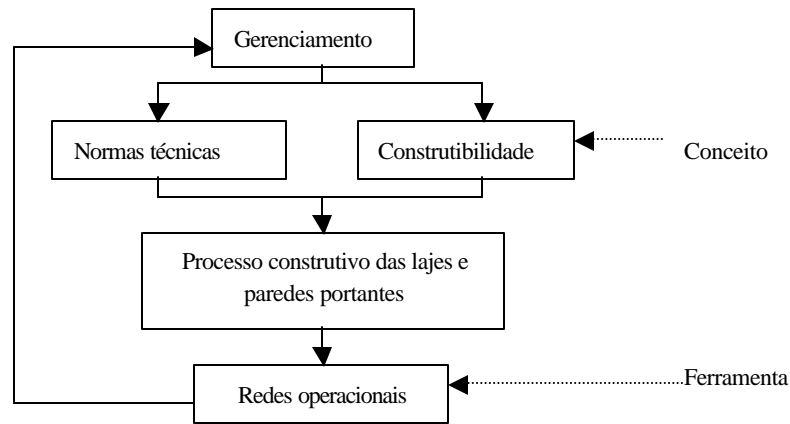 Gerenciamento
Normas técnicas
Construtibilidade
Conceito
Processo construtivo das lajes e
paredes portantes
Redes operacionais
Ferramenta